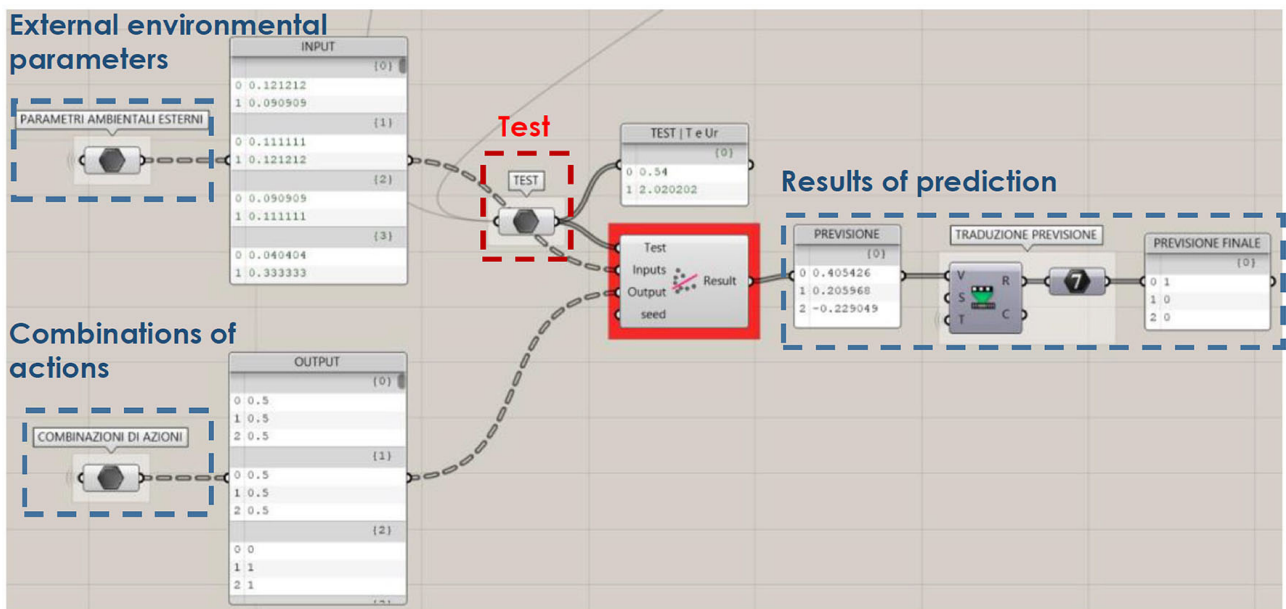 External environmental
parameters
PARAMETRI AMBIENTALI ESTERNI
INPUT
{0}
0 0.121212
1 0.090909
{1}
0 0.111111
1 0.121212
{2}
0 0.090909
1 0.111111
{3}
0 0.040404
1 0.333333
Test
TEST
TEST | T e Ur
{0}
0 0.54
1 2.020202
Test
Inputs
Output
seed
Result
Results of prediction
PREVISIONE
{0}
0 0.405426
1 0.205968
2 -0.229049
TRADUZIONE PREVISIONE
V
S
T
R
C
7
PREVISIONE FINALE
{0}
0 1
1 0
2 0
Combinations of
actions
COMBINAZIONI DI AZIONI
OUTPUT
{0}
0 0.5
1 0.5
2 0.5
{1}
0 0.5
1 0.5
2 0.5
{2}
0 0
1 1
2 1